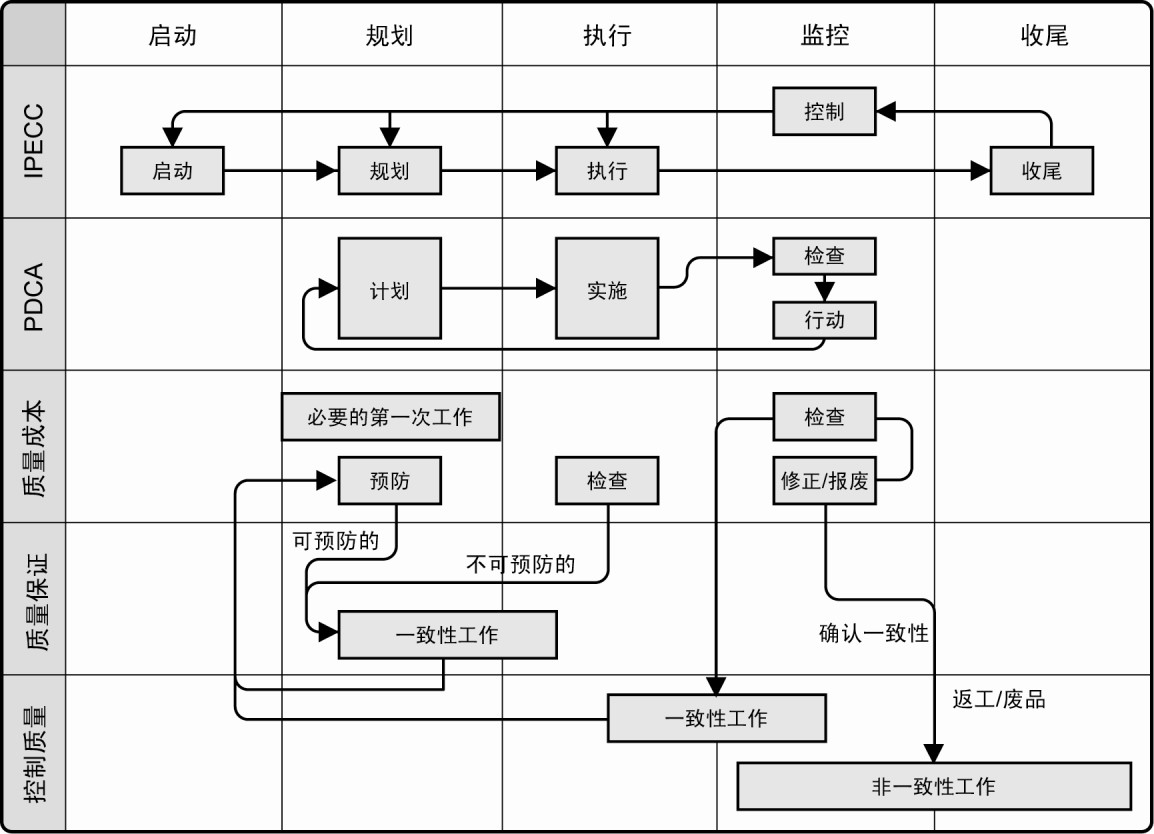 启动
规划
执行
监控
收尾
IPECC
控制
启动
规划
执行
收尾
PDCA
计划
实施
检查
行动
质量成本
必要的第一次工作
检查
预防
检查
修正/报废
质量保证
可预防的
不可预防的
一致性工作
确认一致性
控制质量
返工/废品
一致性工作
非一致性工作